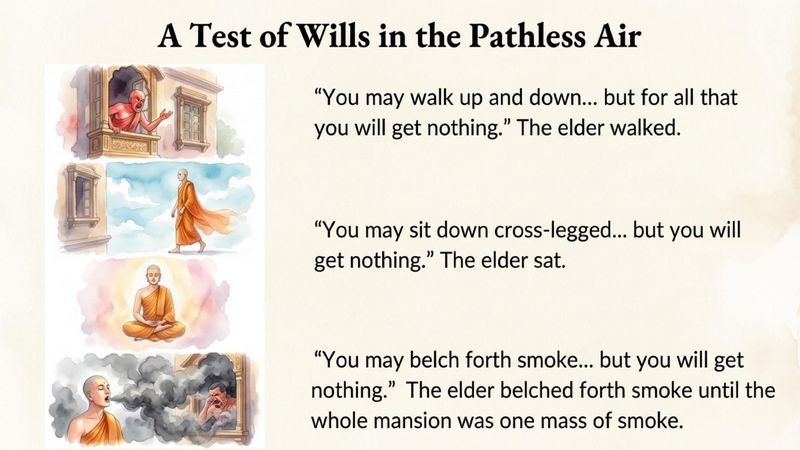 A Test of Wills in the Pathless Air
“You may walk up and down... but for all that
you will get nothing.” The elder walked.
“You may sit down cross-legged... but you will
get nothing.” The elder sat.
“You may belch forth smoke... but you will get
nothing.”  The elder belched forth smoke until the
whole mansion was one mass of smoke.